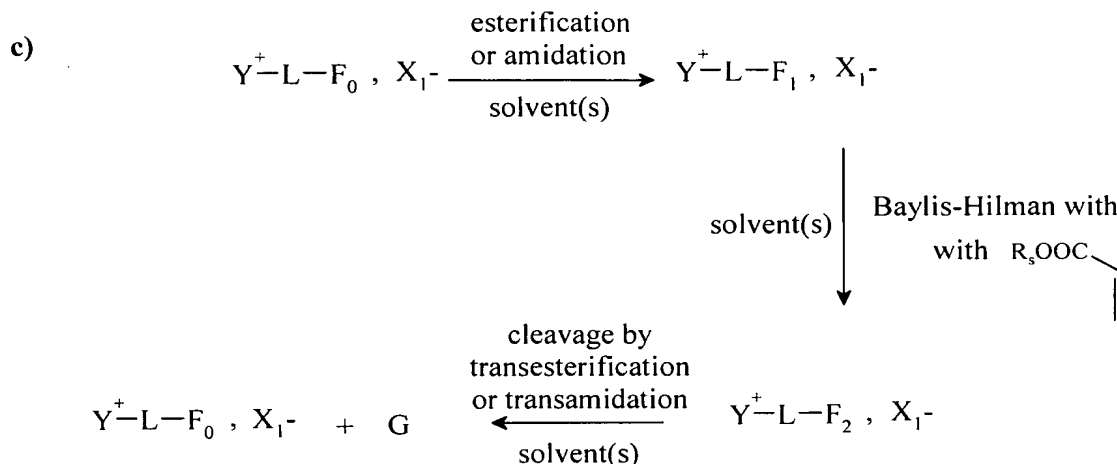 c)
esterification
or amidation
Y⁺—L—F₀ , X₁-
solvent(s)
Y⁺—L—F₁ , X₁-
solvent(s)
Baylis-Hilman with
with RₛOOC
cleavage by
transesterification
or transamidation
Y⁺—L—F₀ , X₁- + G
solvent(s)
Y⁺—L—F₂ , X₁-